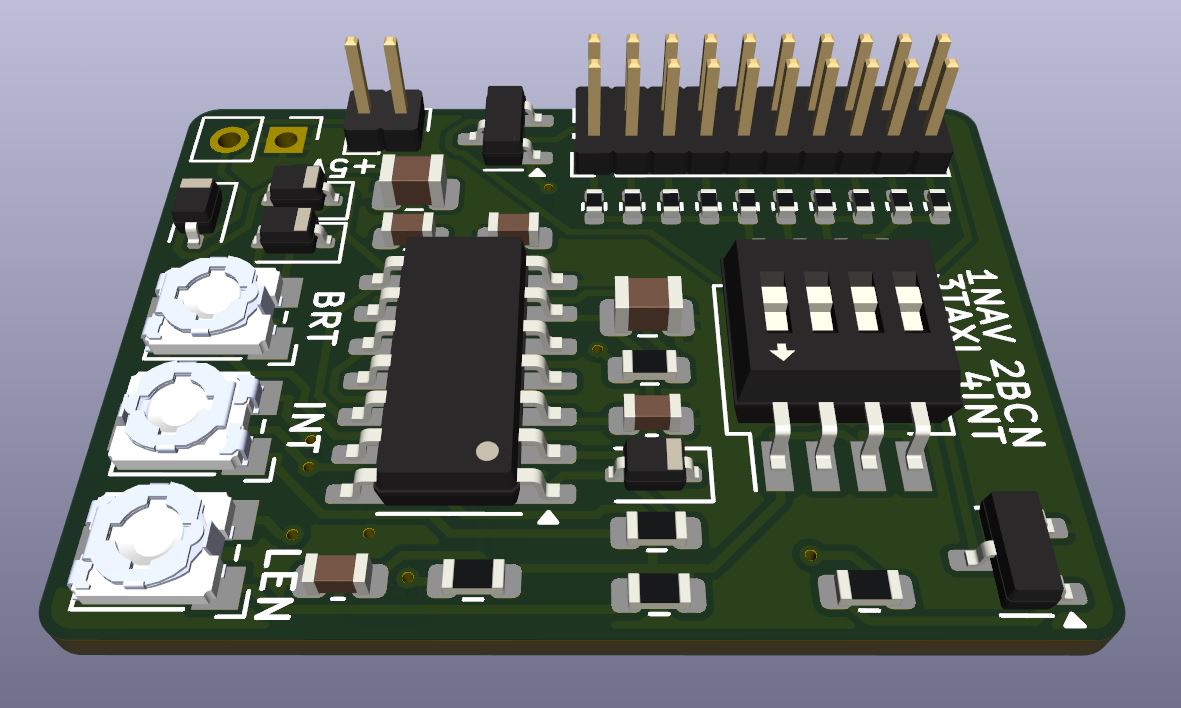 +5V
BRT
INT
LEN
1NAV 2BCN
3TAXI 4INT